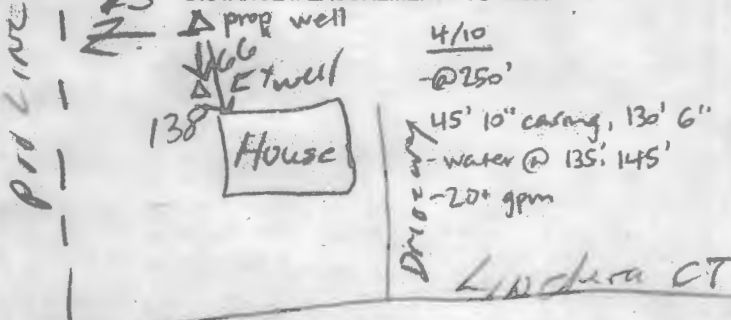 prop well
66
Ex well
138
House
4/10
-@250'
45' 10" casing, 130' 6"
-water @ 135', 145'
-20+ gpm
Driveway
CT